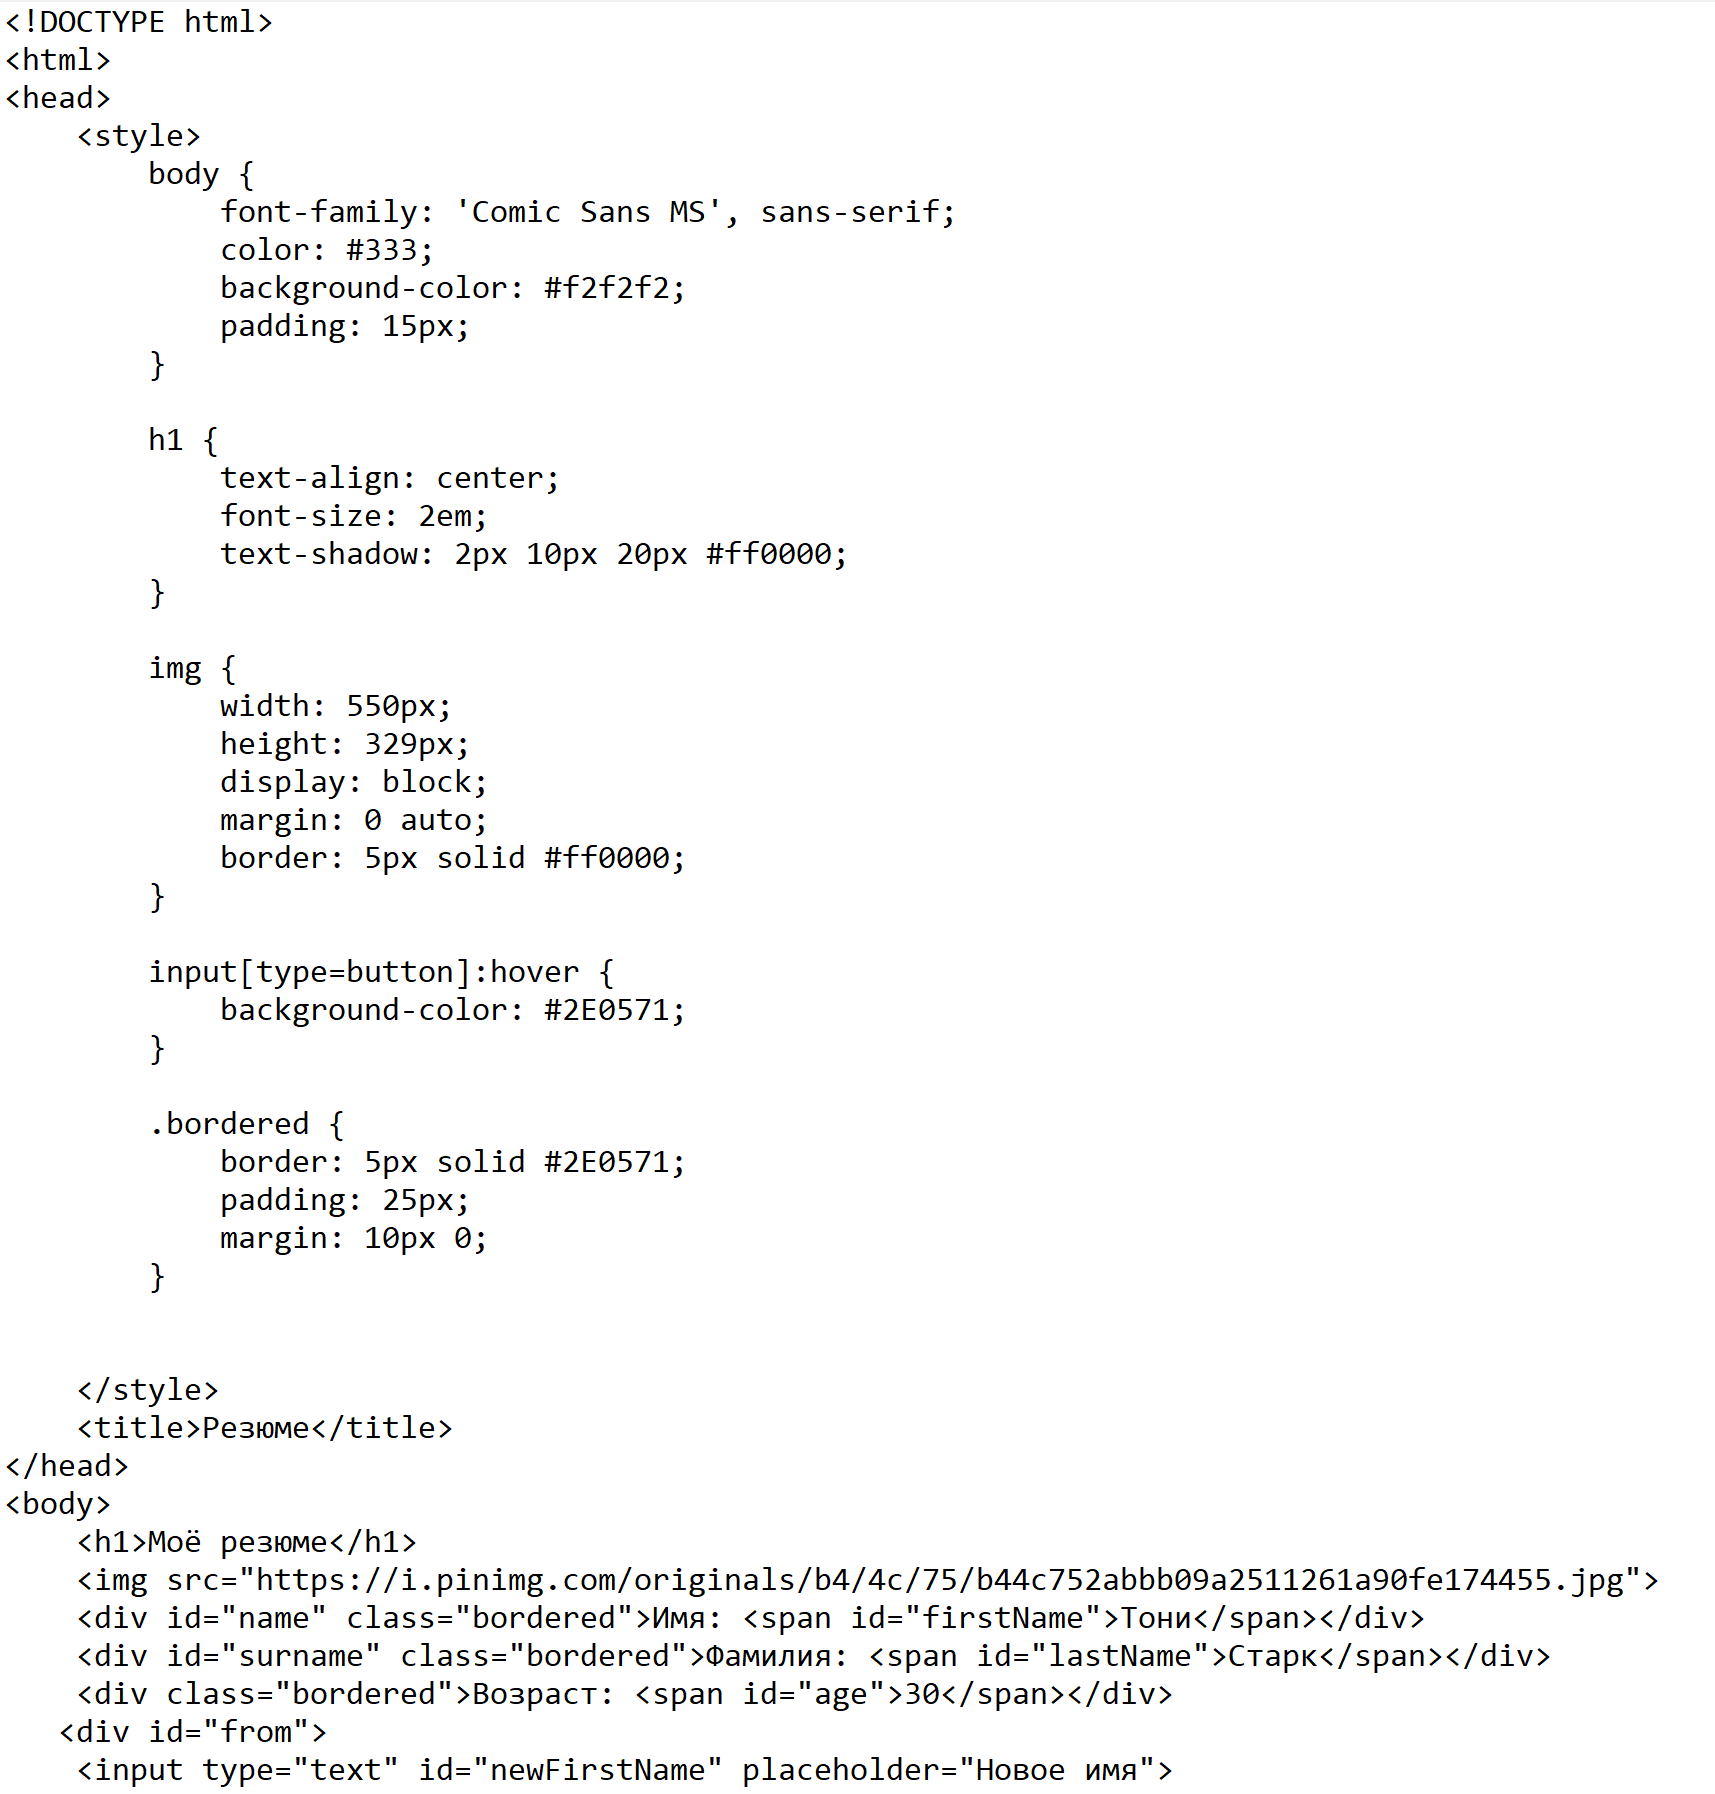 <!DOCTYPE html>
<html>
<head>
    <style>
        body {
            font-family: 'Comic Sans MS', sans-serif;
            color: #333;
            background-color: #f2f2f2;
            padding: 15px;
        }

        h1 {
            text-align: center;
            font-size: 2em;
            text-shadow: 2px 10px 20px #ff0000;
        }

        img {
            width: 550px;
            height: 329px;
            display: block;
            margin: 0 auto;
            border: 5px solid #ff0000;
        }

        input[type=button]:hover {
            background-color: #2E0571;
        }

        .bordered {
            border: 5px solid #2E0571;
            padding: 25px;
            margin: 10px 0;
        }


    </style>
    <title>Резюме</title>
</head>
<body>
    <h1>Моё резюме</h1>
    <img src="https://i.pinimg.com/originals/b4/4c/75/b44c752abbb09a2511261a90fe174455.jpg">
    <div id="name" class="bordered">Имя: <span id="firstName">Тони</span></div>
    <div id="surname" class="bordered">Фамилия: <span id="lastName">Старк</span></div>
    <div class="bordered">Возраст: <span id="age">30</span></div>
   <div id="from">
    <input type="text" id="newFirstName" placeholder="Новое имя">